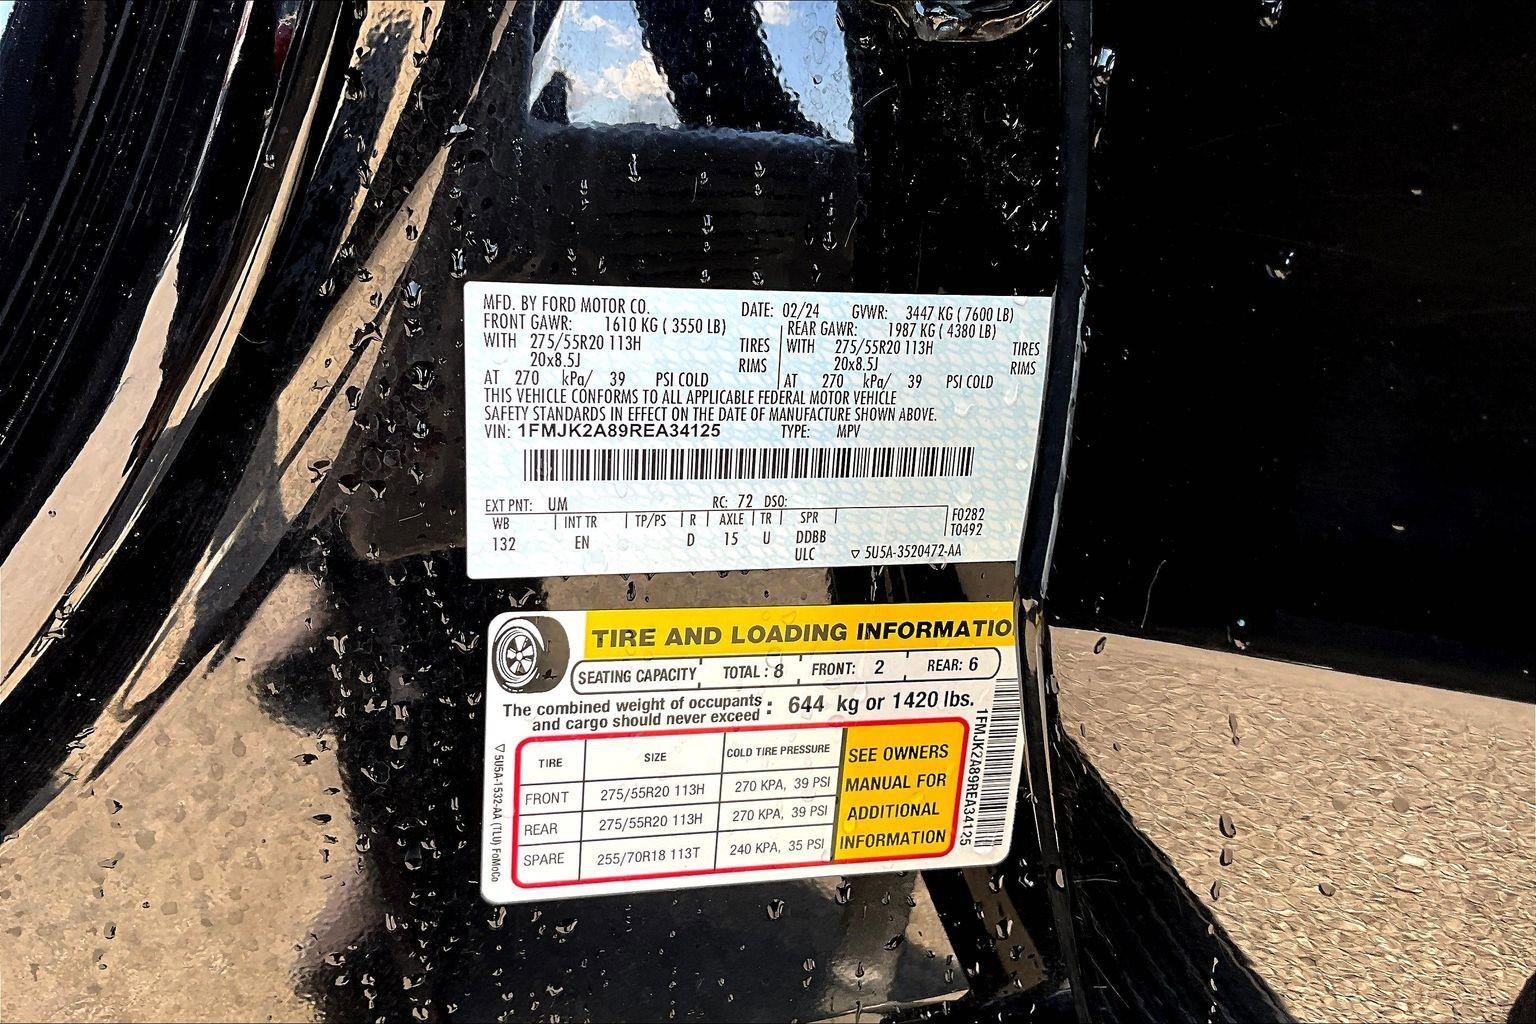 MFD. BY FORD MOTOR CO. DATE: 02/24 GVWR: 3447 KG ( 7600 LB)
FRONT GAWR: 1610 KG ( 3550 LB) REAR GAWR: 1987 KG ( 4380 LB)
WITH 275/55R20 113H TIRES WITH 275/55R20 113H TIRES
20x8.5J RIMS 20x8.5J RIMS
AT 270 kPa/ 39 PSI COLD AT 270 kPa/ 39 PSI COLD
THIS VEHICLE CONFORMS TO ALL APPLICABLE FEDERAL MOTOR VEHICLE
SAFETY STANDARDS IN EFFECT ON THE DATE OF MANUFACTURE SHOWN ABOVE.
VIN: 1FMJK2A89REA34125 TYPE: MPV
EXT PNT: UM RC: 72 DSO:
WB INT TR TP/PS R AXLE TR SPR F0282
132 EN D 15 U DDBB T0492
ULC ▽ 5U5A-3520472-AA
TIRE AND LOADING INFORMATIO
SEATING CAPACITY TOTAL : 8 FRONT: 2 REAR: 6
The combined weight of occupants
and cargo should never exceed : 644 kg or 1420 lbs.
TIRE SIZE COLD TIRE PRESSURE
FRONT 275/55R20 113H 270 KPA, 39 PSI
REAR 275/55R20 113H 270 KPA, 39 PSI
SPARE 255/70R18 113T 240 KPA, 35 PSI
SEE OWNERS
MANUAL FOR
ADDITIONAL
INFORMATION
1FMJK2A89REA34125
▽ 5U5A-1532-AA (TLU) FoMoCo